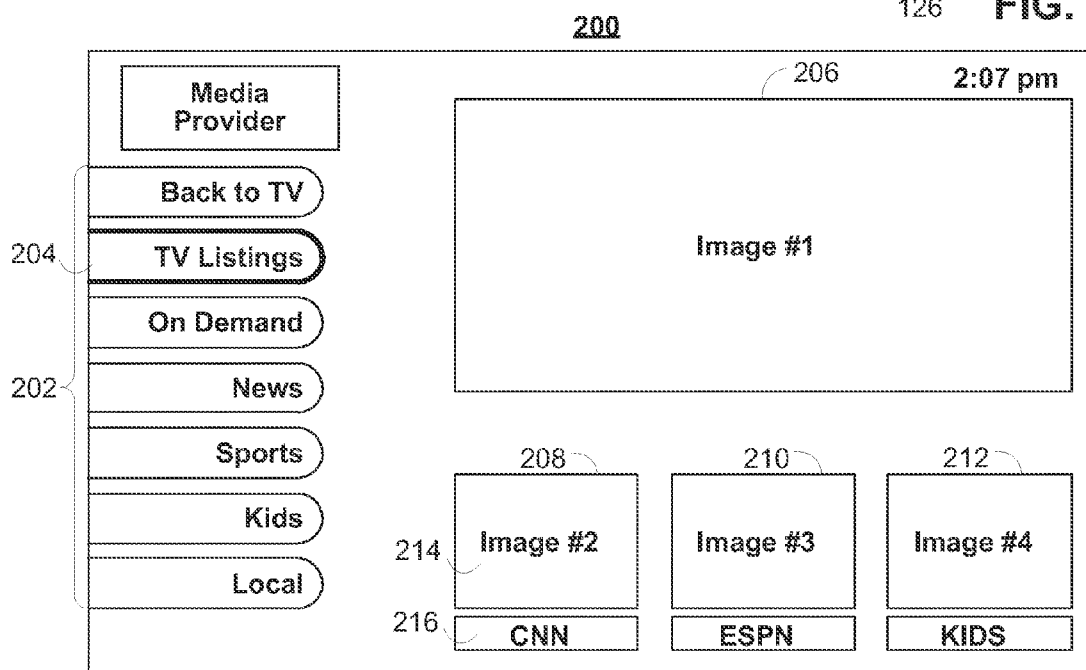 126 FIG.
200
206 2:07 pm
Media
Provider
Back to TV
204 TV Listings
Image #1
On Demand
202 News
Sports
208 210 212
Kids
214 Image #2 Image #3 Image #4
Local
216 CNN ESPN KIDS